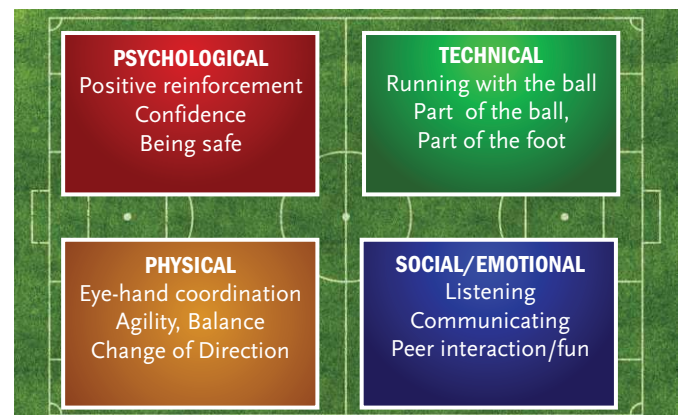 PSYCHOLOGICAL
Positive reinforcement
Confidence
Being safe
TECHNICAL
Running with the ball
Part of the ball,
Part of the foot
PHYSICAL
Eye-hand coordination
Agility, Balance
Change of Direction
SOCIAL/EMOTIONAL
Listening
Communicating
Peer interaction/fun